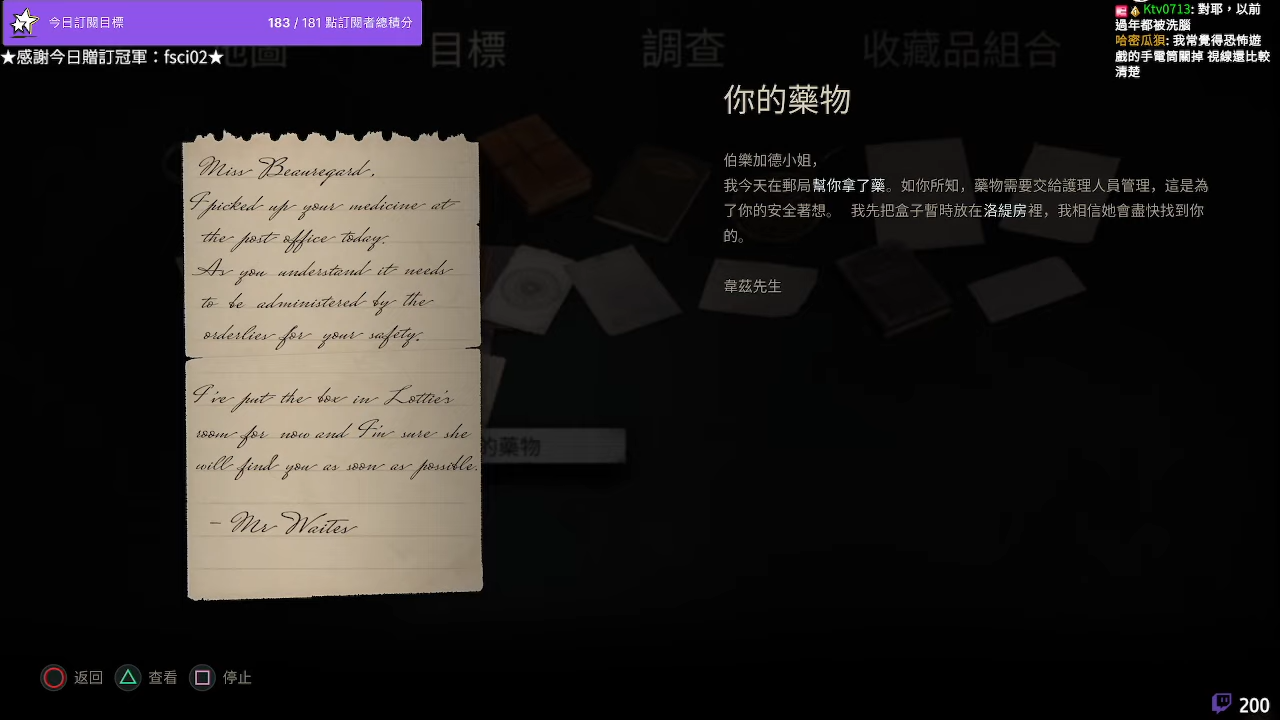 今日訂閱目標
183 / 181 點訂閱者總積分
★感謝今日贈訂冠軍：fsci02★
地圖
目標
調查
收藏品組合
Ktv0713: 對耶，以前
過年都被洗腦
哈密瓜狽: 我常覺得恐怖遊
戲的手電筒關掉 視線還比較
清楚
Miss Beauregard,
I picked up your medicine at
the post office today.
As you understand it needs
to be administered by the
orderlies for your safety.
I've put the box in Lottie's
room for now and I'm sure she
will find you as soon as possible.
- Mr Waites
你的藥物
伯樂加德小姐，
我今天在郵局幫你拿了藥。如你所知，藥物需要交給護理人員管理，這是為
了你的安全著想。 我先把盒子暫時放在洛緹房裡，我相信她會盡快找到你
的。
韋茲先生
的藥物
返回
查看
停止
200